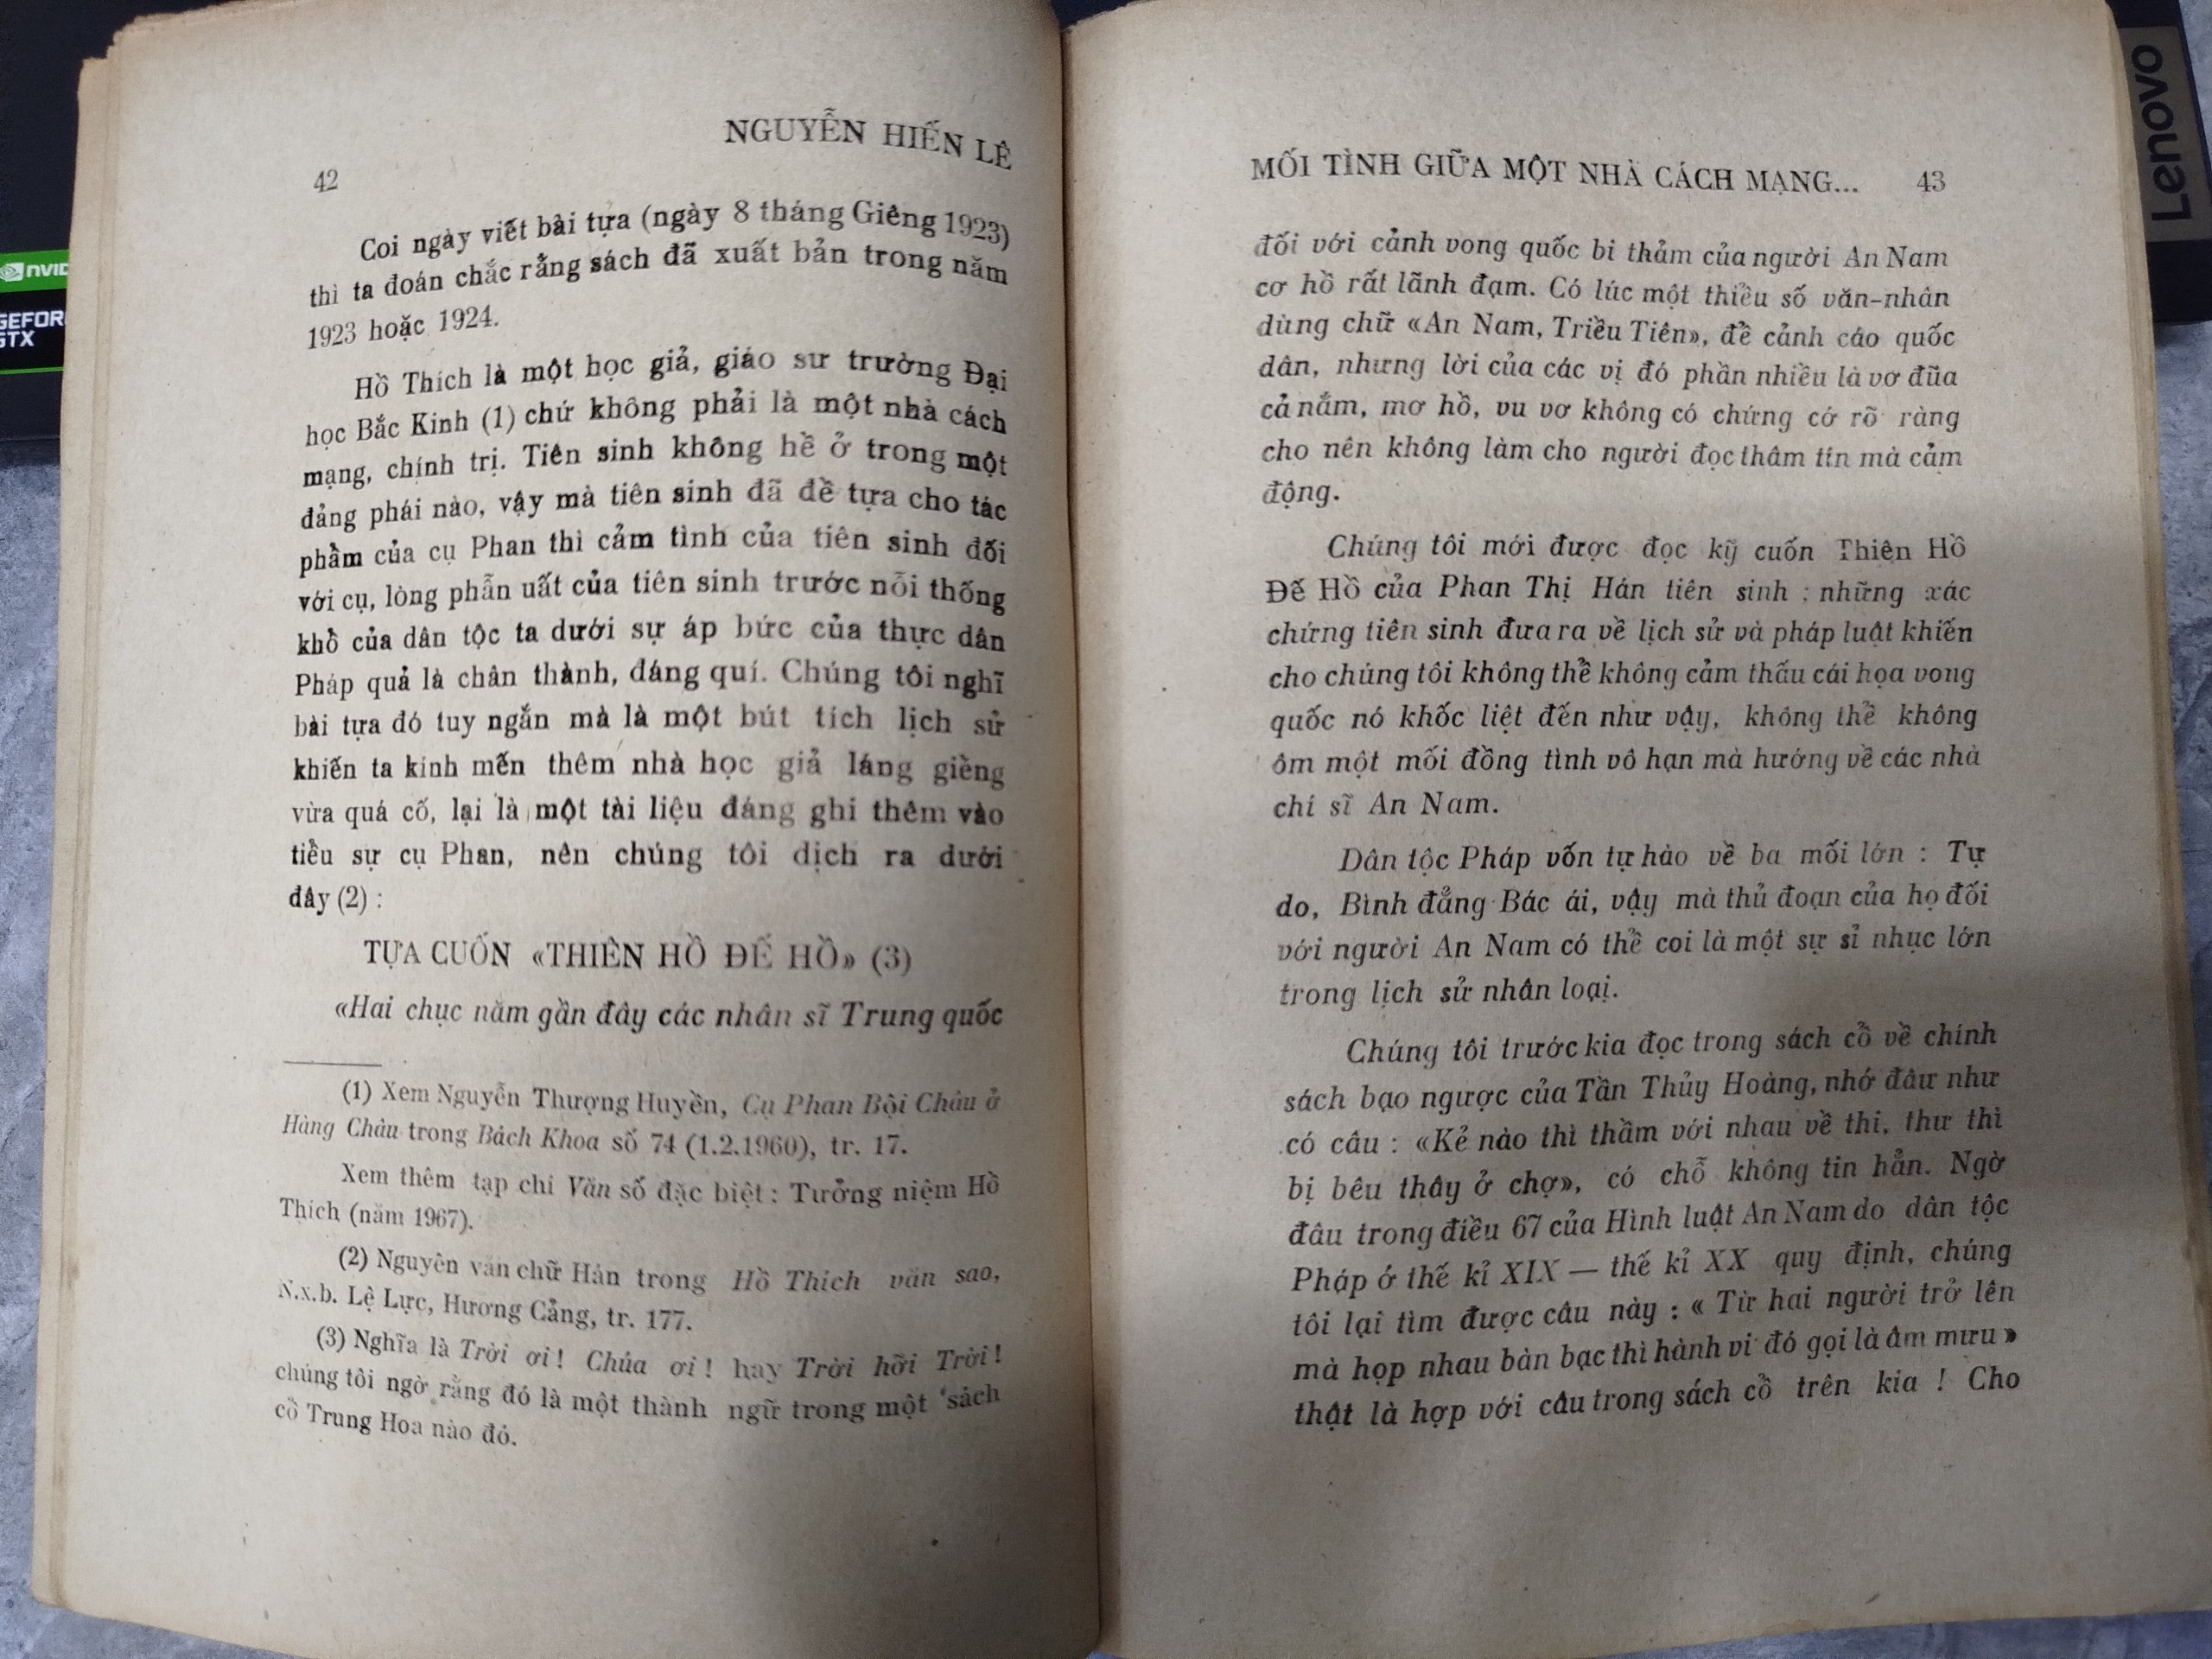 42
NGUYỄN HIẾN LÊ
Coi ngày viết bài tựa (ngày 8 tháng Giêng 1923)
thì ta đoán chắc rằng sách đã xuất bản trong năm
1923 hoặc 1924.
Hồ Thích là một học giả, giáo sư trường Đại
học Bắc Kinh (1) chứ không phải là một nhà cách
mạng, chính trị. Tiên sinh không hề ở trong một
đảng phái nào, vậy mà tiên sinh đã đề tựa cho tác
phẩm của cụ Phan thì cảm tình của tiên sinh đối
với cụ, lòng phẫn uất của tiên sinh trước nỗi thống
khổ của dân tộc ta dưới sự áp bức của thực dân
Pháp quả là chân thành, đáng quí. Chúng tôi nghĩ
bài tựa đó tuy ngắn mà là một bút tích lịch sử
khiến ta kính mến thêm nhà học giả láng giềng
vừa quá cố, lại là một tài liệu đáng ghi thêm vào
tiểu sự cụ Phan, nên chúng tôi dịch ra dưới
đây (2) :
TỰA CUỐN «THIÊN HỒ ĐẾ HỒ» (3)
«Hai chục năm gần đây các nhân sĩ Trung quốc
(1) Xem Nguyễn Thượng Huyền, Cụ Phan Bội Châu ở
Hàng Châu trong Bách Khoa số 74 (1.2.1960), tr. 17.
Xem thêm tạp chí Văn số đặc biệt : Tưởng niệm Hồ
Thích (năm 1967).
(2) Nguyên văn chữ Hán trong Hồ Thích văn sao,
N.x.b. Lệ Lực, Hương Cảng, tr. 177.
(3) Nghĩa là Trời ơi ! Chúa ơi ! hay Trời hỡi Trời !
chúng tôi ngờ rằng đó là một thành ngữ trong một sách
cổ Trung Hoa nào đó.
MỐI TÌNH GIỮA MỘT NHÀ CÁCH MẠNG... 43
đối với cảnh vong quốc bi thảm của người An Nam
cơ hồ rất lãnh đạm. Có lúc một thiểu số văn-nhân
dùng chữ «An Nam, Triều Tiên», để cảnh cáo quốc
dân, nhưng lời của các vị đó phần nhiều là vơ đũa
cả nắm, mơ hồ, vu vơ không có chứng cớ rõ ràng
cho nên không làm cho người đọc thâm tín mà cảm
động.
Chúng tôi mới được đọc kỹ cuốn Thiên Hồ
Đế Hồ của Phan Thị Hán tiên sinh : những xác
chứng tiên sinh đưa ra về lịch sử và pháp luật khiến
cho chúng tôi không thể không cảm thấu cái họa vong
quốc nó khốc liệt đến như vậy, không thể không
ôm một mối đồng tình vô hạn mà hướng về các nhà
chí sĩ An Nam.
Dân tộc Pháp vốn tự hào về ba mối lớn : Tự
do, Bình đẳng Bác ái, vậy mà thủ đoạn của họ đối
với người An Nam có thể coi là một sự sỉ nhục lớn
trong lịch sử nhân loại.
Chúng tôi trước kia đọc trong sách cổ về chính
sách bạo ngược của Tần Thủy Hoàng, nhớ đâu như
có câu : «Kẻ nào thì thầm với nhau về thi, thư thì
bị bêu thây ở chợ», có chỗ không tin hẳn. Ngờ
đâu trong điều 67 của Hình luật An Nam do dân tộc
Pháp ở thế kỉ XIX — thế kỉ XX quy định, chúng
tôi lại tìm được câu này : « Từ hai người trở lên
mà họp nhau bàn bạc thì hành vi đó gọi là âm mưu»
thật là hợp với câu trong sách cổ trên kia ! Cho
Lenovo
GEFOR
GTX